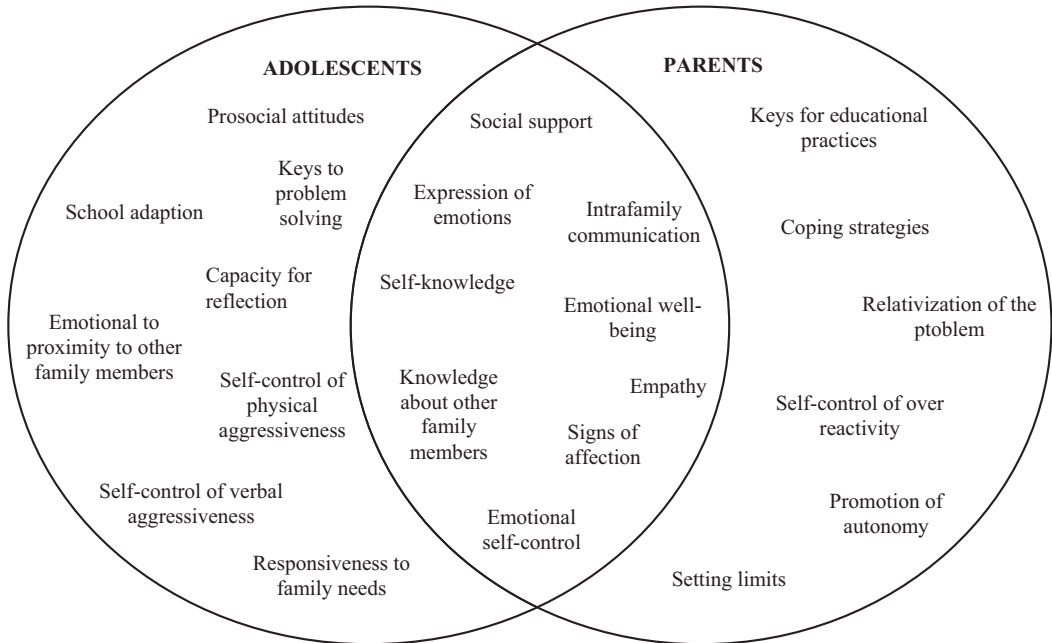 ADOLESCENTS
Prosocial attitudes
Keys to
problem
solving
School adaption
Capacity for
reflection
Emotional to
proximity to other
family members
Self-control of
physical
aggressiveness
Self-control of verbal
aggressiveness
Responsiveness to
family needs
Social support
Expression of
emotions
Intrafamily
communication
Self-knowledge
Emotional well-
being
Knowledge
about other
family
members
Empathy
Signs of
affection
Emotional
self-control
PARENTS
Keys for educational
practices
Coping strategies
Relativization of the
ptoblem
Self-control of over
reactivity
Promotion of
autonomy
Setting limits